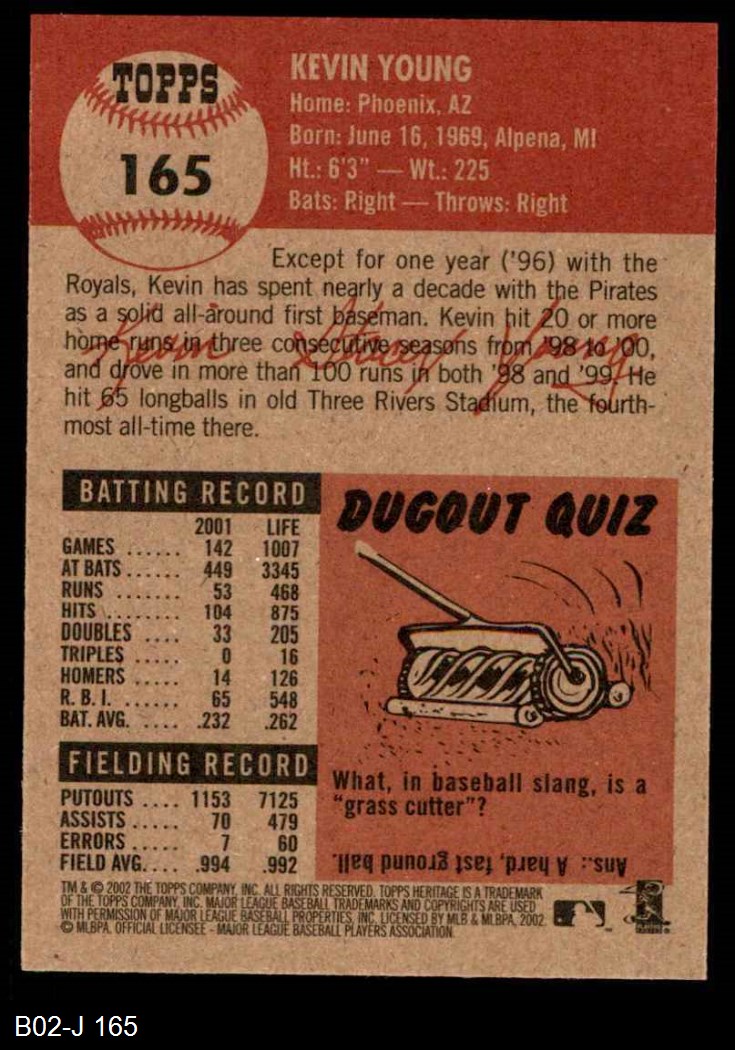 TOPPS
165
KEVIN YOUNG
Home: Phoenix, AZ
Born: June 16, 1969, Alpena, MI
Ht.: 6'3" — Wt.: 225
Bats: Right — Throws: Right
Except for one year ('96) with the
Royals, Kevin has spent nearly a decade with the Pirates
as a solid all-around first baseman. Kevin hit 20 or more
home runs in three consecutive seasons from '98 to '00,
and drove in more than 100 runs in both '98 and '99. He
hit 65 longballs in old Three Rivers Stadium, the fourth-
most all-time there.
Kevin Stacey Young
BATTING RECORD
2001 LIFE
GAMES ...... 142 1007
AT BATS ...... 449 3345
RUNS ....... 53 468
HITS ........ 104 875
DOUBLES .... 33 205
TRIPLES ..... 0 16
HOMERS ..... 14 126
R. B. I. ...... 65 548
BAT. AVG. .... .232 .262
FIELDING RECORD
PUTOUTS .... 1153 7125
ASSISTS ..... 70 479
ERRORS ..... 7 60
FIELD AVG.... .994 .992
DUGOUT QUIZ
What, in baseball slang, is a
"grass cutter"?
Ans.: A hard, fast ground ball.
TM & © 2002 THE TOPPS COMPANY, INC. ALL RIGHTS RESERVED. TOPPS HERITAGE IS A TRADEMARK
OF THE TOPPS COMPANY, INC. MAJOR LEAGUE BASEBALL TRADEMARKS AND COPYRIGHTS ARE USED
WITH PERMISSION OF MAJOR LEAGUE BASEBALL PROPERTIES, INC. LICENSED BY MLB & MLBPA, 2002
© MLBPA. OFFICIAL LICENSEE - MAJOR LEAGUE BASEBALL PLAYERS ASSOCIATION.
B02-J 165